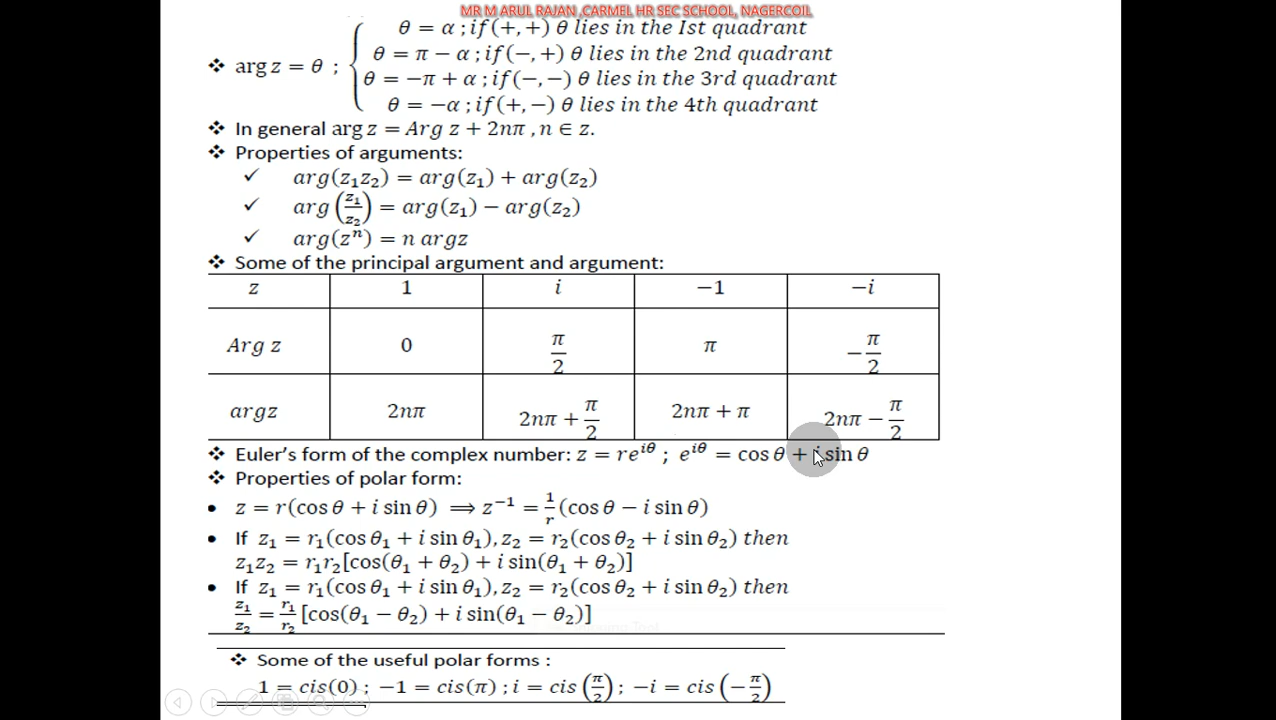 MR M ARUL RAJAN ,CARMEL HR SEC SCHOOL, NAGERCOIL
θ = α ; if (+, +) θ lies in the Ist quadrant
θ = π − α ; if (−, +) θ lies in the 2nd quadrant
❖ arg z = θ ;
θ = −π + α ; if (−, −) θ lies in the 3rd quadrant
θ = −α ; if (+, −) θ lies in the 4th quadrant
❖ In general arg z = Arg z + 2nπ , n ∈ z.
❖ Properties of arguments:
✓ arg(z₁z₂) = arg(z₁) + arg(z₂)
✓ arg(z₁/z₂) = arg(z₁) − arg(z₂)
✓ arg(zⁿ) = n argz
❖ Some of the principal argument and argument:
z 1 i −1 −i
Arg z 0 π/2 π −π/2
argz 2nπ 2nπ + π/2 2nπ + π 2nπ − π/2
❖ Euler's form of the complex number: z = re^{iθ} ; e^{iθ} = cos θ + i sin θ
❖ Properties of polar form:
• z = r(cos θ + i sin θ) ⟹ z⁻¹ = 1/r (cos θ − i sin θ)
• If z₁ = r₁(cos θ₁ + i sin θ₁), z₂ = r₂(cos θ₂ + i sin θ₂) then
z₁z₂ = r₁r₂[cos(θ₁ + θ₂) + i sin(θ₁ + θ₂)]
• If z₁ = r₁(cos θ₁ + i sin θ₁), z₂ = r₂(cos θ₂ + i sin θ₂) then
z₁/z₂ = r₁/r₂ [cos(θ₁ − θ₂) + i sin(θ₁ − θ₂)]
❖ Some of the useful polar forms :
1 = cis(0) ; −1 = cis(π) ; i = cis (π/2) ; −i = cis (−π/2)